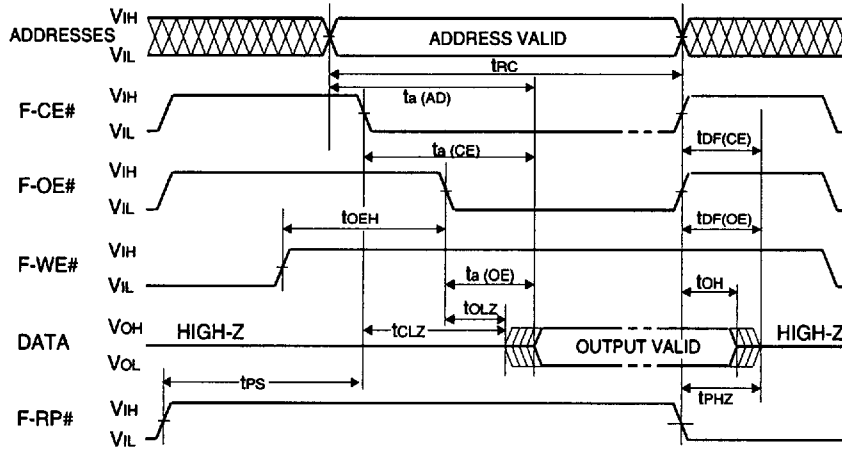 VIH
ADDRESSES
ADDRESS VALID
VIL
tRC
VIH
ta (AD)
F-CE#
VIL
tDF(CE)
ta (CE)
VIH
F-OE#
VIL
tOEH
tDF(OE)
VIH
F-WE#
ta (OE)
VIL
tOH
tOLZ
VOH
HIGH-Z
tCLZ
HIGH-Z
DATA
OUTPUT VALID
VOL
tPS
tPHZ
VIH
F-RP#
VIL